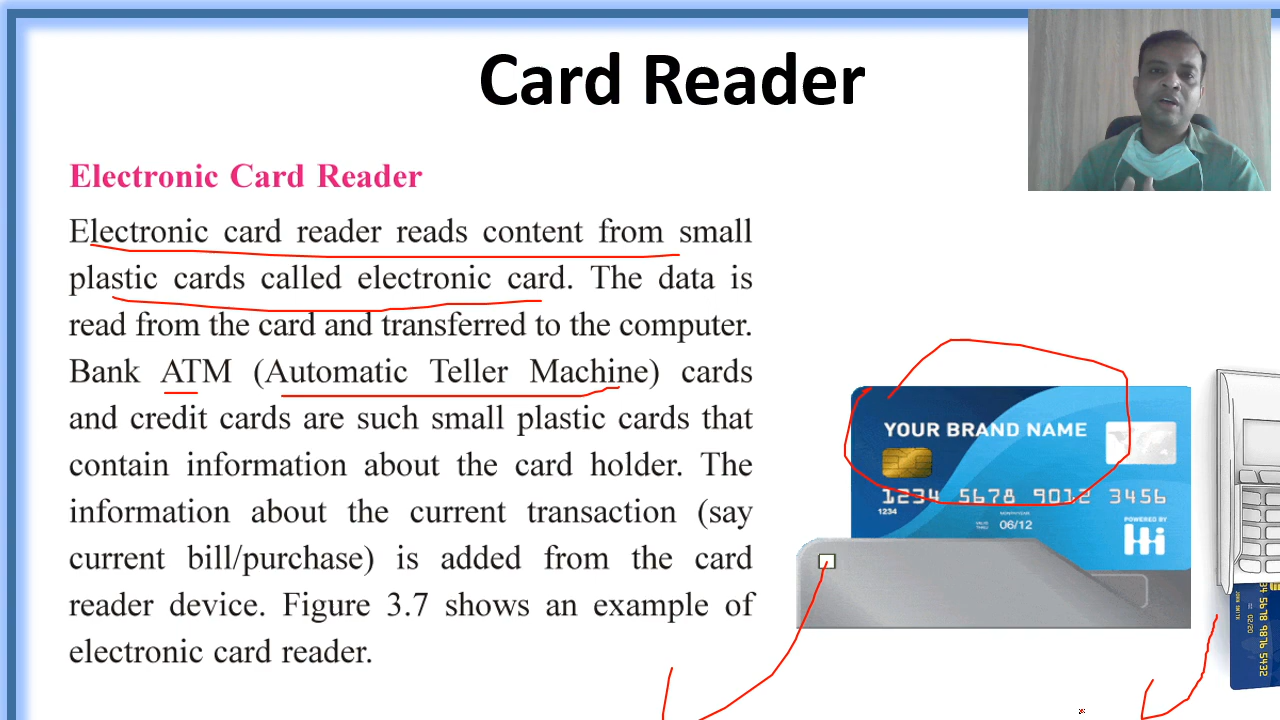 Card Reader
Electronic Card Reader
Electronic card reader reads content from small
plastic cards called electronic card. The data is
read from the card and transferred to the computer.
Bank ATM (Automatic Teller Machine) cards
and credit cards are such small plastic cards that
contain information about the card holder. The
information about the current transaction (say
current bill/purchase) is added from the card
reader device. Figure 3.7 shows an example of
electronic card reader.
YOUR BRAND NAME
1234 5678 9012 3456
1234
06/12
POWERED BY
34 5678 9876 5432